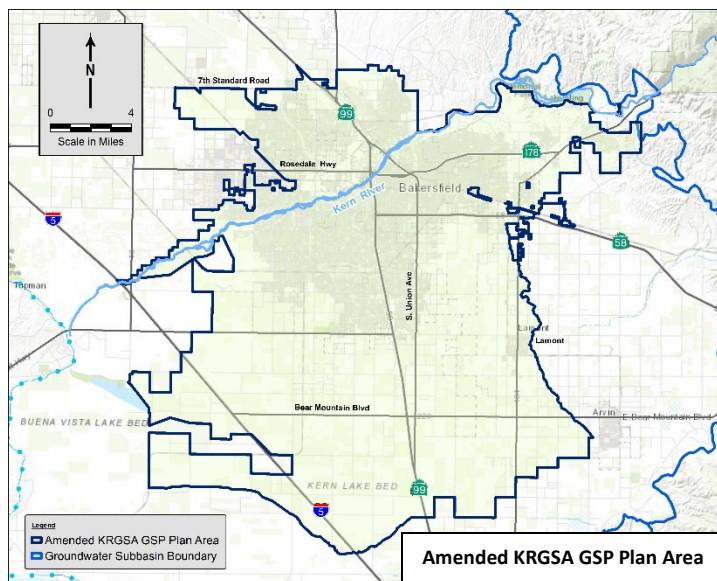 N
0 4
Scale in Miles
7th Standard Road
99
178
Rosedale Hwy
Bakersfield
Kern River
5
58
S. Union Ave
Lamont
Lamont
Bear Mountain Blvd
Arvin
E Bear Mountain Blvd
BUENA VISTA LAKE BED
KERN LAKE BED
99
5
Legend
Amended KRGSA GSP Plan Area
Groundwater Subbasin Boundary
Amended KRGSA GSP Plan Area